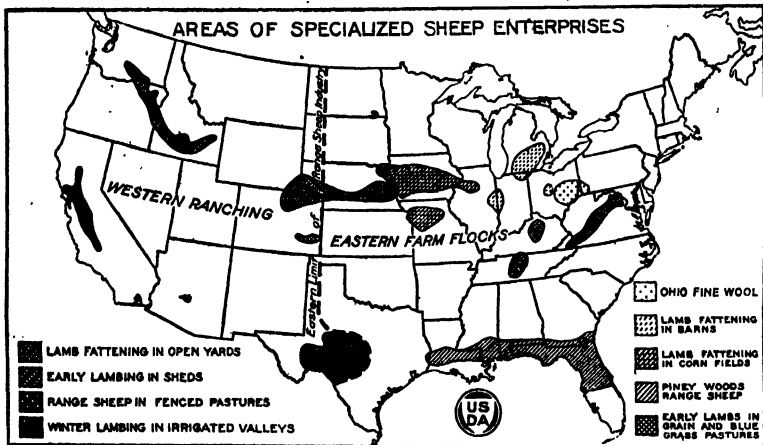 AREAS OF SPECIALIZED SHEEP ENTERPRISES
Eastern Limit of Range Sheep Industry
WESTERN RANCHING
EASTERN FARM FLOCKS
LAMB FATTENING IN OPEN YARDS
EARLY LAMBING IN SHEDS
RANGE SHEEP IN FENCED PASTURES
WINTER LAMBING IN IRRIGATED VALLEYS
US
DA
OHIO FINE WOOL
LAMB FATTENING
IN BARNS
LAMB FATTENING
IN CORN FIELDS
PINEY WOODS
RANGE SHEEP
EARLY LAMBS IN
GRAIN AND BLUE
GRASS PASTURES